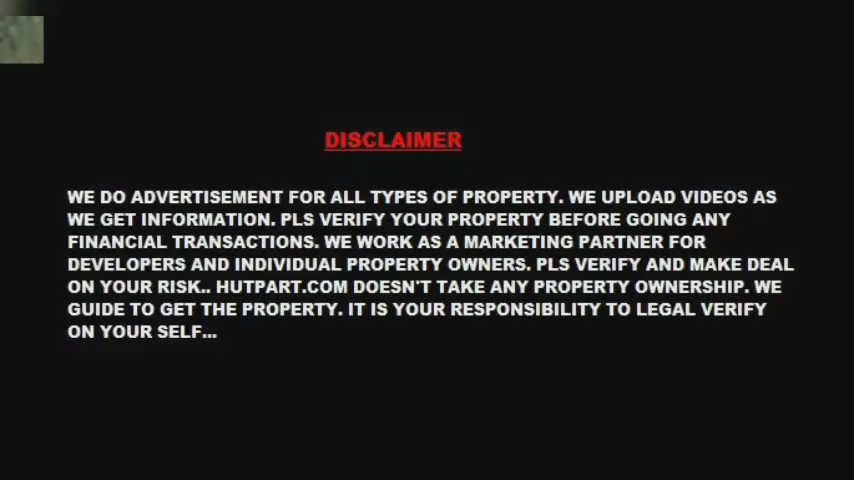 DISCLAIMER
WE DO ADVERTISEMENT FOR ALL TYPES OF PROPERTY. WE UPLOAD VIDEOS AS
WE GET INFORMATION. PLS VERIFY YOUR PROPERTY BEFORE GOING ANY
FINANCIAL TRANSACTIONS. WE WORK AS A MARKETING PARTNER FOR
DEVELOPERS AND INDIVIDUAL PROPERTY OWNERS. PLS VERIFY AND MAKE DEAL
ON YOUR RISK.. HUTPART.COM DOESN'T TAKE ANY PROPERTY OWNERSHIP. WE
GUIDE TO GET THE PROPERTY. IT IS YOUR RESPONSIBILITY TO LEGAL VERIFY
ON YOUR SELF...